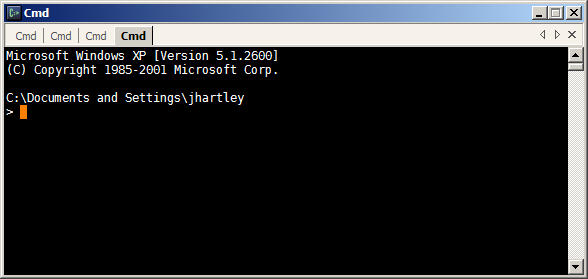 Cmd
Cmd Cmd Cmd Cmd
Microsoft Windows XP [Version 5.1.2600]
(C) Copyright 1985-2001 Microsoft Corp.
C:\Documents and Settings\jhartley
>